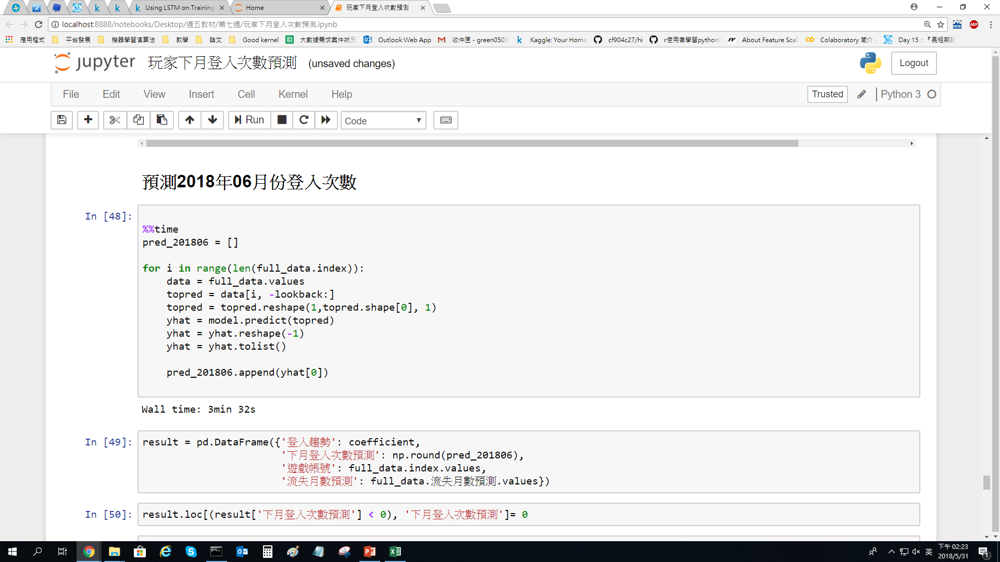 Using LSTM on Training
Home
玩家下月登入次數預測
localhost:8888/notebooks/Desktop/週五教材/第七週/玩家下月登入次數預測.ipynb
應用程式 平台發展 機器學習演算法 教學 論文 Good kernel 大數據需求案件狀況 Outlook Web App 收件匣 - green0503 Kaggle: Your Home cf904c27/hi r使用者學習python About Feature Scali Colaboratory 簡介 - Day 15：『長短期記
jupyter 玩家下月登入次數預測 (unsaved changes)
Logout
File Edit View Insert Cell Kernel Help
Trusted
Python 3
Run
Code
預測2018年06月份登入次數
In [48]:
%%time
pred_201806 = []
for i in range(len(full_data.index)):
    data = full_data.values
    topred = data[i, -lookback:]
    topred = topred.reshape(1,topred.shape[0], 1)
    yhat = model.predict(topred)
    yhat = yhat.reshape(-1)
    yhat = yhat.tolist()
    pred_201806.append(yhat[0])
Wall time: 3min 32s
In [49]: result = pd.DataFrame({'登入趨勢': coefficient,
'下月登入次數預測': np.round(pred_201806),
'遊戲帳號': full_data.index.values,
'流失月數預測': full_data.流失月數預測.values})
In [50]: result.loc[(result['下月登入次數預測'] < 0), '下月登入次數預測']= 0
英
下午 02:23
2018/5/31
1